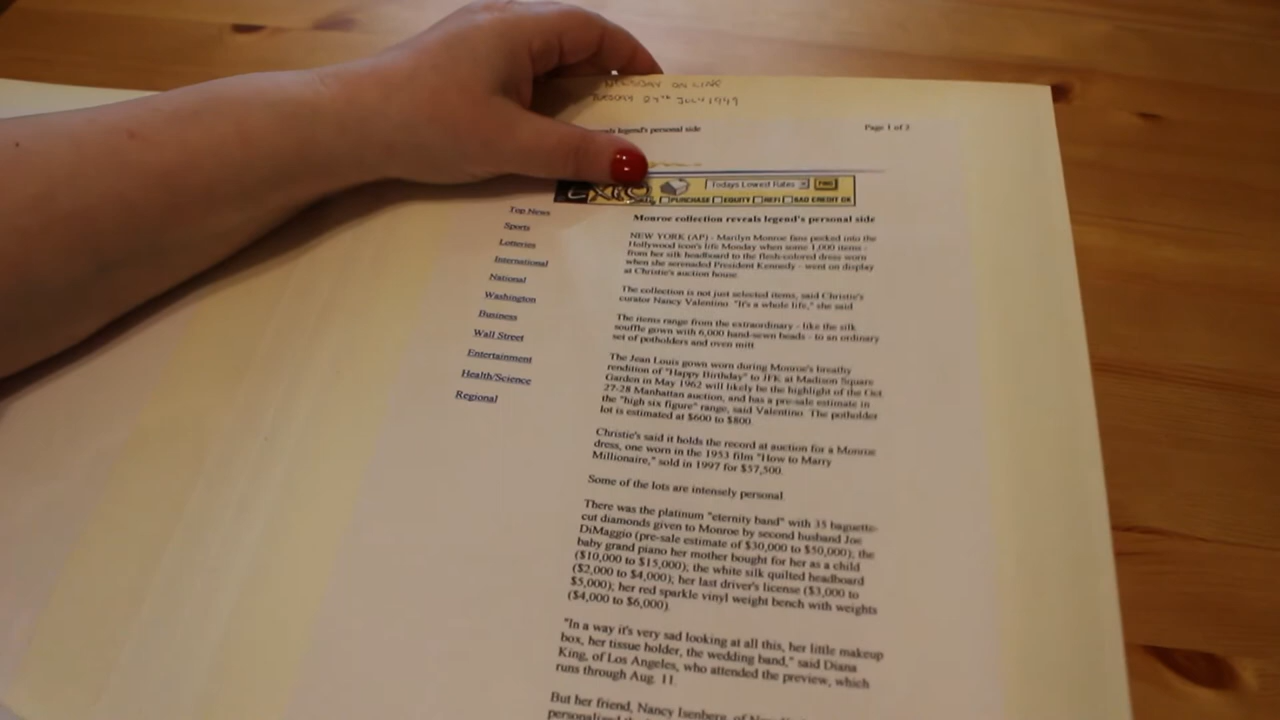 ON LINE
27th JULY 1999
legend's personal side
Page 1 of 2
Todays Lowest Rates
FIND
PURCHASE EQUITY REFI BAD CREDIT OK
Top News
Sports
Lotteries
International
National
Washington
Business
Wall Street
Entertainment
Health/Science
Regional
Monroe collection reveals legend's personal side
NEW YORK (AP) - Marilyn Monroe fans packed into the
Hollywood icon's life Monday when some 1,000 items -
from her silk headboard to the flesh-colored dress worn
when she serenaded President Kennedy - went on display
at Christie's auction house.
The collection is not just selected items, said Christie's
curator Nancy Valentino. "It's a whole life," she said
The items range from the extraordinary - like the silk
souffle gown with 6,000 hand-sewn beads - to an ordinary
set of potholders and oven mitt
The Jean Louis gown worn during Monroe's breathy
rendition of "Happy Birthday" to JFK at Madison Square
Garden in May 1962 will likely be the highlight of the Oct
27-28 Manhattan auction, and has a pre-sale estimate in
the "high six figure" range, said Valentino. The potholder
lot is estimated at $600 to $800.
Christie's said it holds the record at auction for a Monroe
dress, one worn in the 1953 film "How to Marry
Millionaire," sold in 1997 for $57,500.
Some of the lots are intensely personal.
There was the platinum "eternity band" with 35 baguette-
cut diamonds given to Monroe by second husband Joe
DiMaggio (pre-sale estimate of $30,000 to $50,000); the
baby grand piano her mother bought for her as a child
($10,000 to $15,000); the white silk quilted headboard
($2,000 to $4,000); her last driver's license ($3,000 to
$5,000); her red sparkle vinyl weight bench with weights
($4,000 to $6,000).
"In a way it's very sad looking at all this, her little makeup
box, her tissue holder, the wedding band," said Diana
King, of Los Angeles, who attended the preview, which
runs through Aug. 11.
But her friend, Nancy Isenberg, of